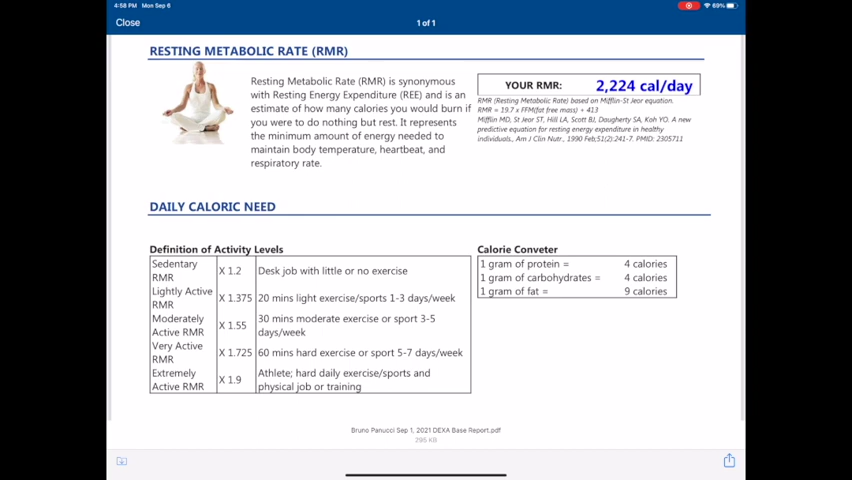 4:58 PM Mon Sep 6
69%
Close
1 of 1
RESTING METABOLIC RATE (RMR)
Resting Metabolic Rate (RMR) is synonymous
with Resting Energy Expenditure (REE) and is an
estimate of how many calories you would burn if
you were to do nothing but rest. It represents
the minimum amount of energy needed to
maintain body temperature, heartbeat, and
respiratory rate.
YOUR RMR: 2,224 cal/day
RMR (Resting Metabolic Rate) based on Mifflin-St Jeor equation.
RMR = 19.7 x FFM(fat free mass) + 413
Mifflin MD, St Jeor ST, Hill LA, Scott BJ, Daugherty SA, Koh YO. A new
predictive equation for resting energy expenditure in healthy
individuals., Am J Clin Nutr., 1990 Feb;51(2):241-7. PMID: 2305711
DAILY CALORIC NEED
Definition of Activity Levels
Sedentary
RMR
X 1.2
Desk job with little or no exercise
Lightly Active
RMR
X 1.375
20 mins light exercise/sports 1-3 days/week
Moderately
Active RMR
X 1.55
30 mins moderate exercise or sport 3-5
days/week
Very Active
RMR
X 1.725
60 mins hard exercise or sport 5-7 days/week
Extremely
Active RMR
X 1.9
Athlete; hard daily exercise/sports and
physical job or training
Calorie Conveter
1 gram of protein = 4 calories
1 gram of carbohydrates = 4 calories
1 gram of fat = 9 calories
Bruno Panucci Sep 1, 2021 DEXA Base Report.pdf
295 KB